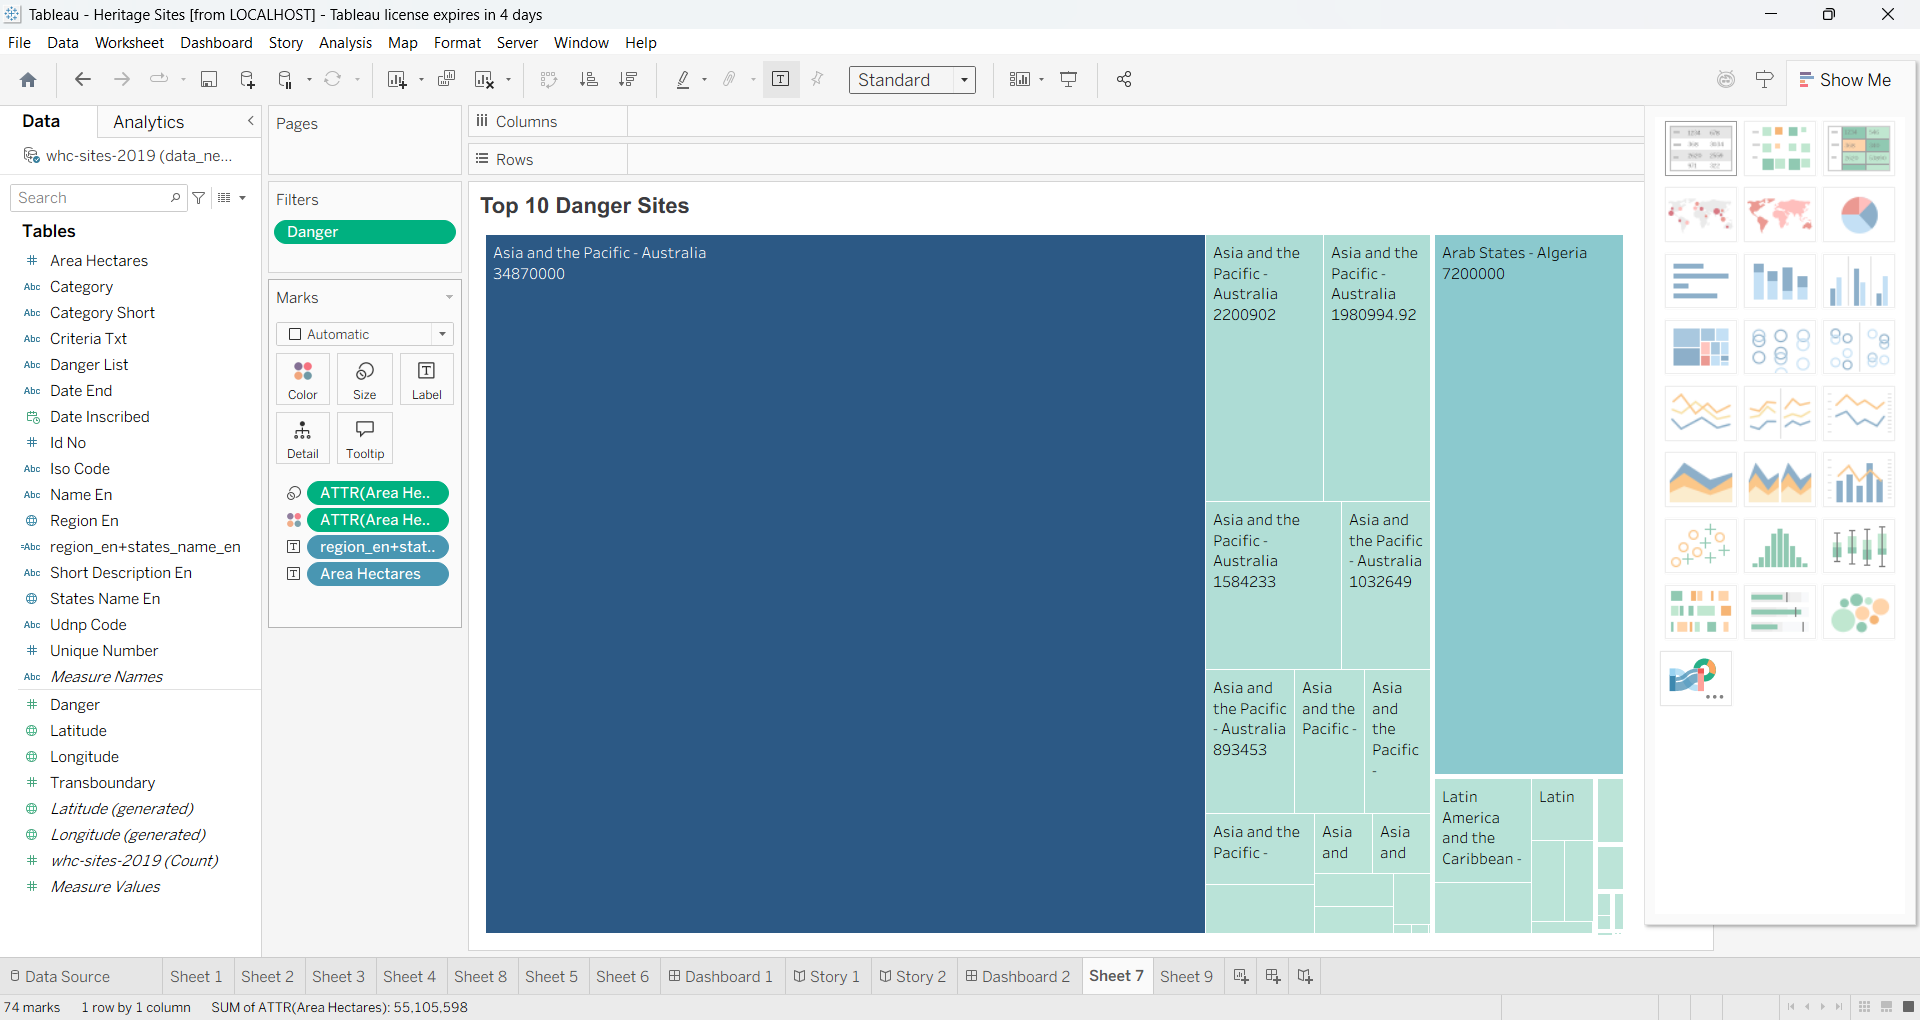 Tableau - Heritage Sites [from LOCALHOST] - Tableau license expires in 4 days
File Data Worksheet Dashboard Story Analysis Map Format Server Window Help
Standard
Show Me
Data Analytics
whc-sites-2019 (data_ne...
Search
Tables
Area Hectares
Abc Category
Abc Category Short
Abc Criteria Txt
Abc Danger List
Abc Date End
Date Inscribed
Id No
Abc Iso Code
Abc Name En
Region En
=Abc region_en+states_name_en
Abc Short Description En
States Name En
Abc Udnp Code
Unique Number
Abc Measure Names
Danger
Latitude
Longitude
Transboundary
Latitude (generated)
Longitude (generated)
whc-sites-2019 (Count)
Measure Values
Pages
Filters
Danger
Marks
Automatic
Color Size Label
Detail Tooltip
ATTR(Area He..
ATTR(Area He..
region_en+stat..
Area Hectares
Columns
Rows
Top 10 Danger Sites
Asia and the Pacific - Australia
34870000
Asia and the
Pacific -
Australia
2200902
Asia and the
Pacific -
Australia
1980994.92
Arab States - Algeria
7200000
Asia and the
Pacific -
Australia
1584233
Asia and
the Pacific
- Australia
1032649
Asia and
the Pacific
- Australia
893453
Asia
and the
Pacific -
Asia
and
the
Pacific
-
Asia and the
Pacific -
Asia
and
Asia
and
Latin
America
and the
Caribbean -
Latin
Data Source Sheet 1 Sheet 2 Sheet 3 Sheet 4 Sheet 8 Sheet 5 Sheet 6 Dashboard 1 Story 1 Story 2 Dashboard 2 Sheet 7 Sheet 9
74 marks 1 row by 1 column SUM of ATTR(Area Hectares): 55,105,598